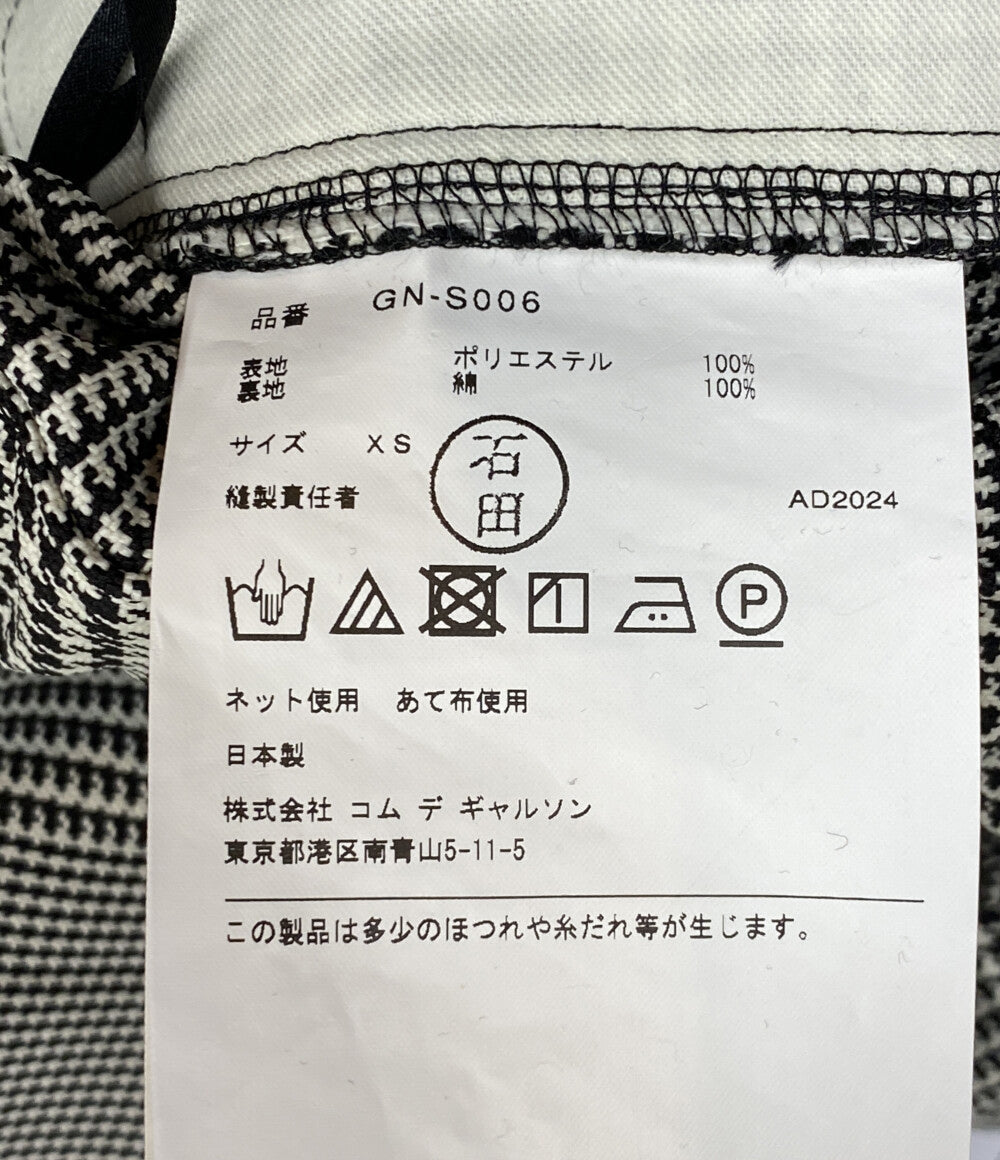 品番 GN-S006
表地 ポリエステル 100%
裏地 綿 100%
サイズ XS
石田
縫製責任者 AD2024
P
ネット使用 あて布使用
日本製
株式会社 コム デ ギャルソン
東京都港区南青山5-11-5
この製品は多少のほつれや糸だれ等が生じます。